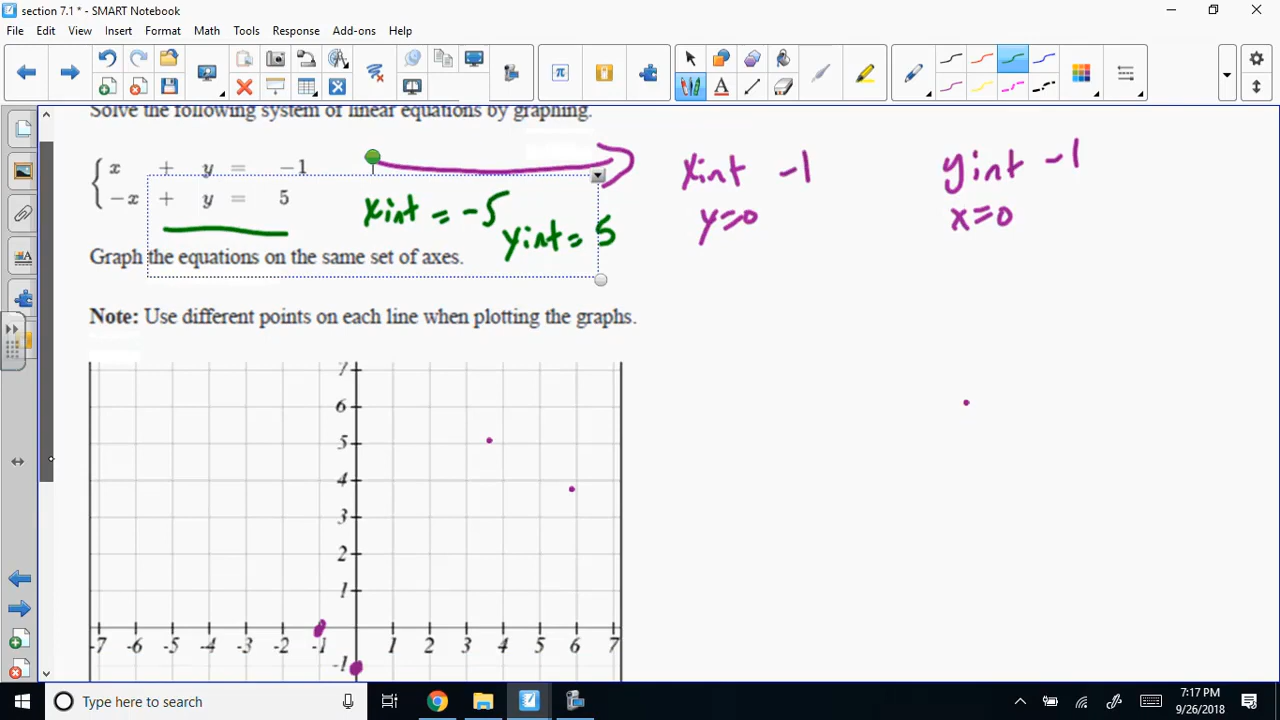 section 7.1 * - SMART Notebook
File Edit View Insert Format Math Tools Response Add-ons Help
Solve the following system of linear equations by graphing.
x + y = -1
-x + y = 5
xint = -5
yint = 5
xint -1
y=0
yint -1
x=0
Graph the equations on the same set of axes.
Note: Use different points on each line when plotting the graphs.
7
6
5
4
3
2
1
-7 -6 -5 -4 -3 -2 -1 1 2 3 4 5 6 7
-1
Type here to search
7:17 PM
9/26/2018